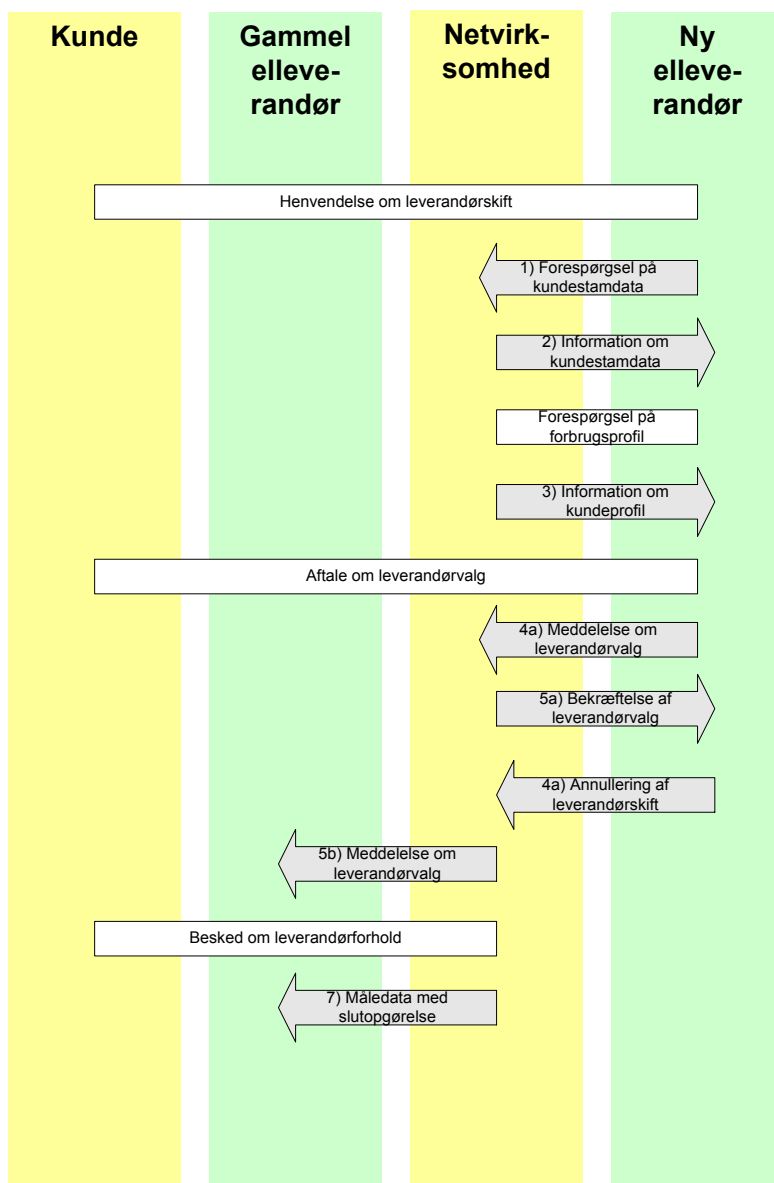 Kunde
Gammel
elleve-
randør
Netvirk-
somhed
Ny
elleve-
randør
Henvendelse om leverandørskift
1) Forespørgsel på
kundestamdata
2) Information om
kundestamdata
Forespørgsel på
forbrugsprofil
3) Information om
kundeprofil
Aftale om leverandørvalg
4a) Meddelelse om
leverandørvalg
5a) Bekræftelse af
leverandørvalg
4a) Annullering af
leverandørskift
5b) Meddelelse om
leverandørvalg
Besked om leverandørforhold
7) Måledata med
slutopgørelse